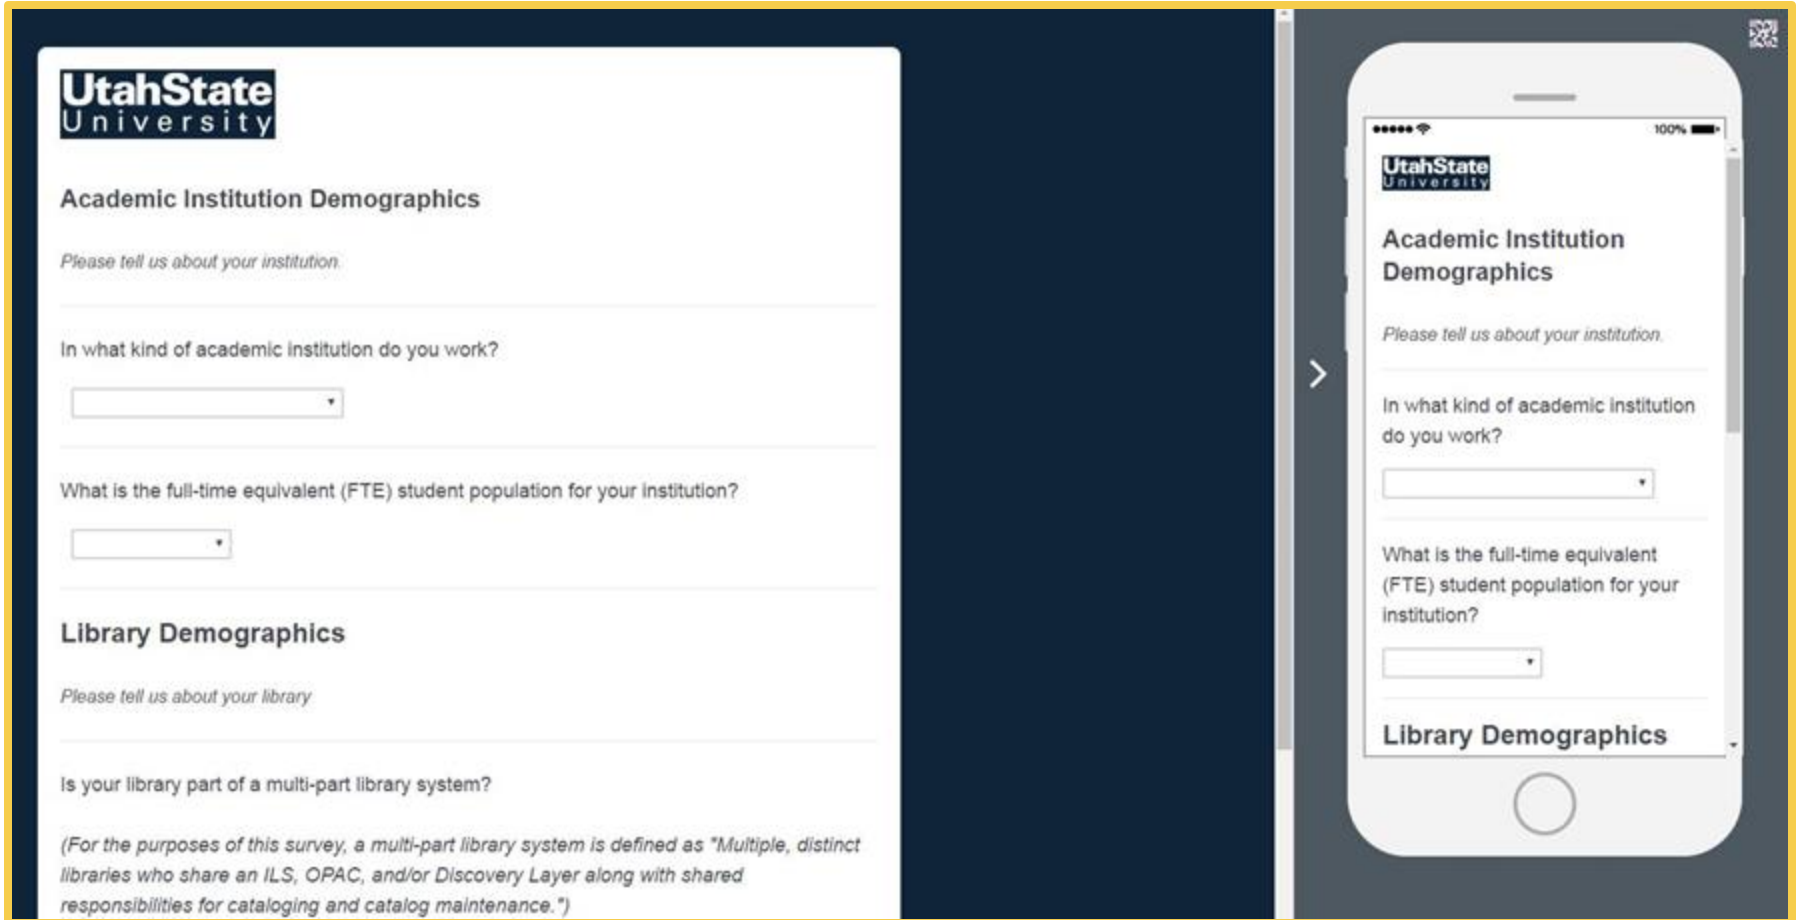 UtahState
University
Academic Institution Demographics
Please tell us about your institution.
In what kind of academic institution do you work?
What is the full-time equivalent (FTE) student population for your institution?
Library Demographics
Please tell us about your library
Is your library part of a multi-part library system?
(For the purposes of this survey, a multi-part library system is defined as "Multiple, distinct
libraries who share an ILS, OPAC, and/or Discovery Layer along with shared
responsibilities for cataloging and catalog maintenance.")
100%
UtahState
University
Academic Institution
Demographics
Please tell us about your institution.
In what kind of academic institution
do you work?
What is the full-time equivalent
(FTE) student population for your
institution?
Library Demographics